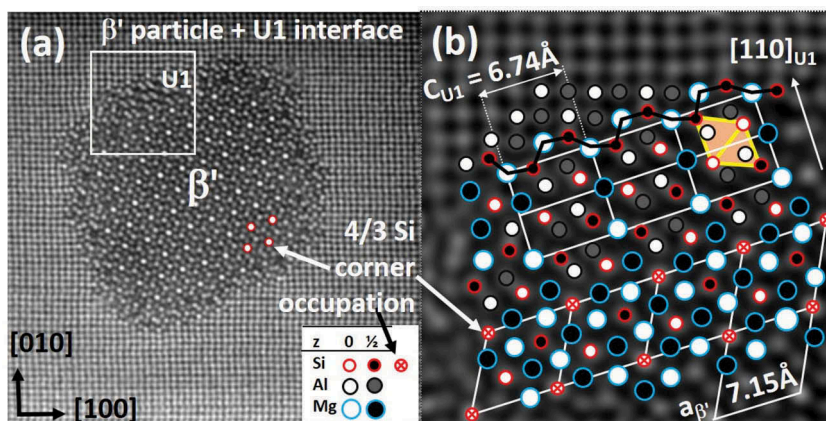 (a)
β' particle + U1 interface
U1
β'
4/3 Si
corner
occupation
[010]
[100]
z 0 ½
Si
Al
Mg
(b)
C_U1 = 6.74Å
[110]_U1
a_β'
7.15Å